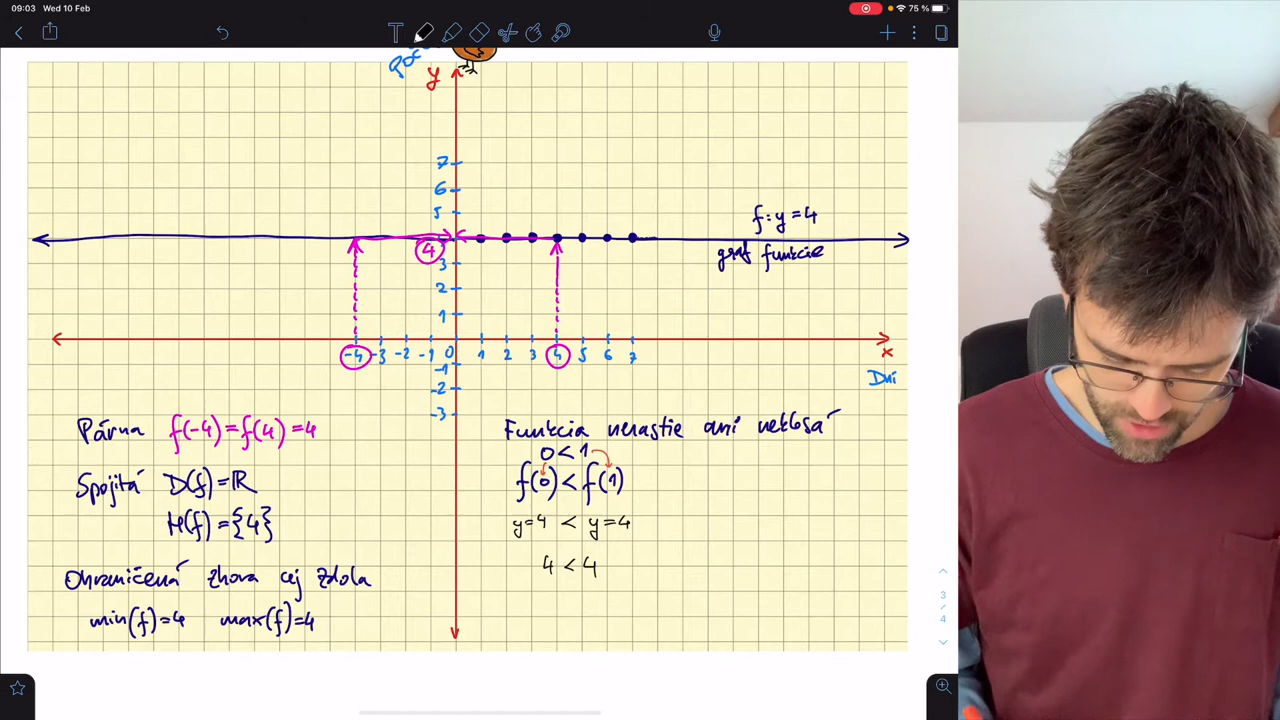 09:03 Wed 10 Feb
75 %
T
y
7
6
5
f: y = 4
4
graf funkcie
3
2
1
-4 -3 -2 -1 0 1 2 3 4 5 6 7
x
Dni
-1
-2
-3
Párna f(-4) = f(4) = 4
Spojitá D(f) = ℝ
H(f) = {4}
Ohraničená zhora aj zdola
min(f) = 4 max(f) = 4
Funkcia nerastie ani neklesá
0 < 1
f(0) < f(1)
y=4 < y=4
4 < 4
3
/
4